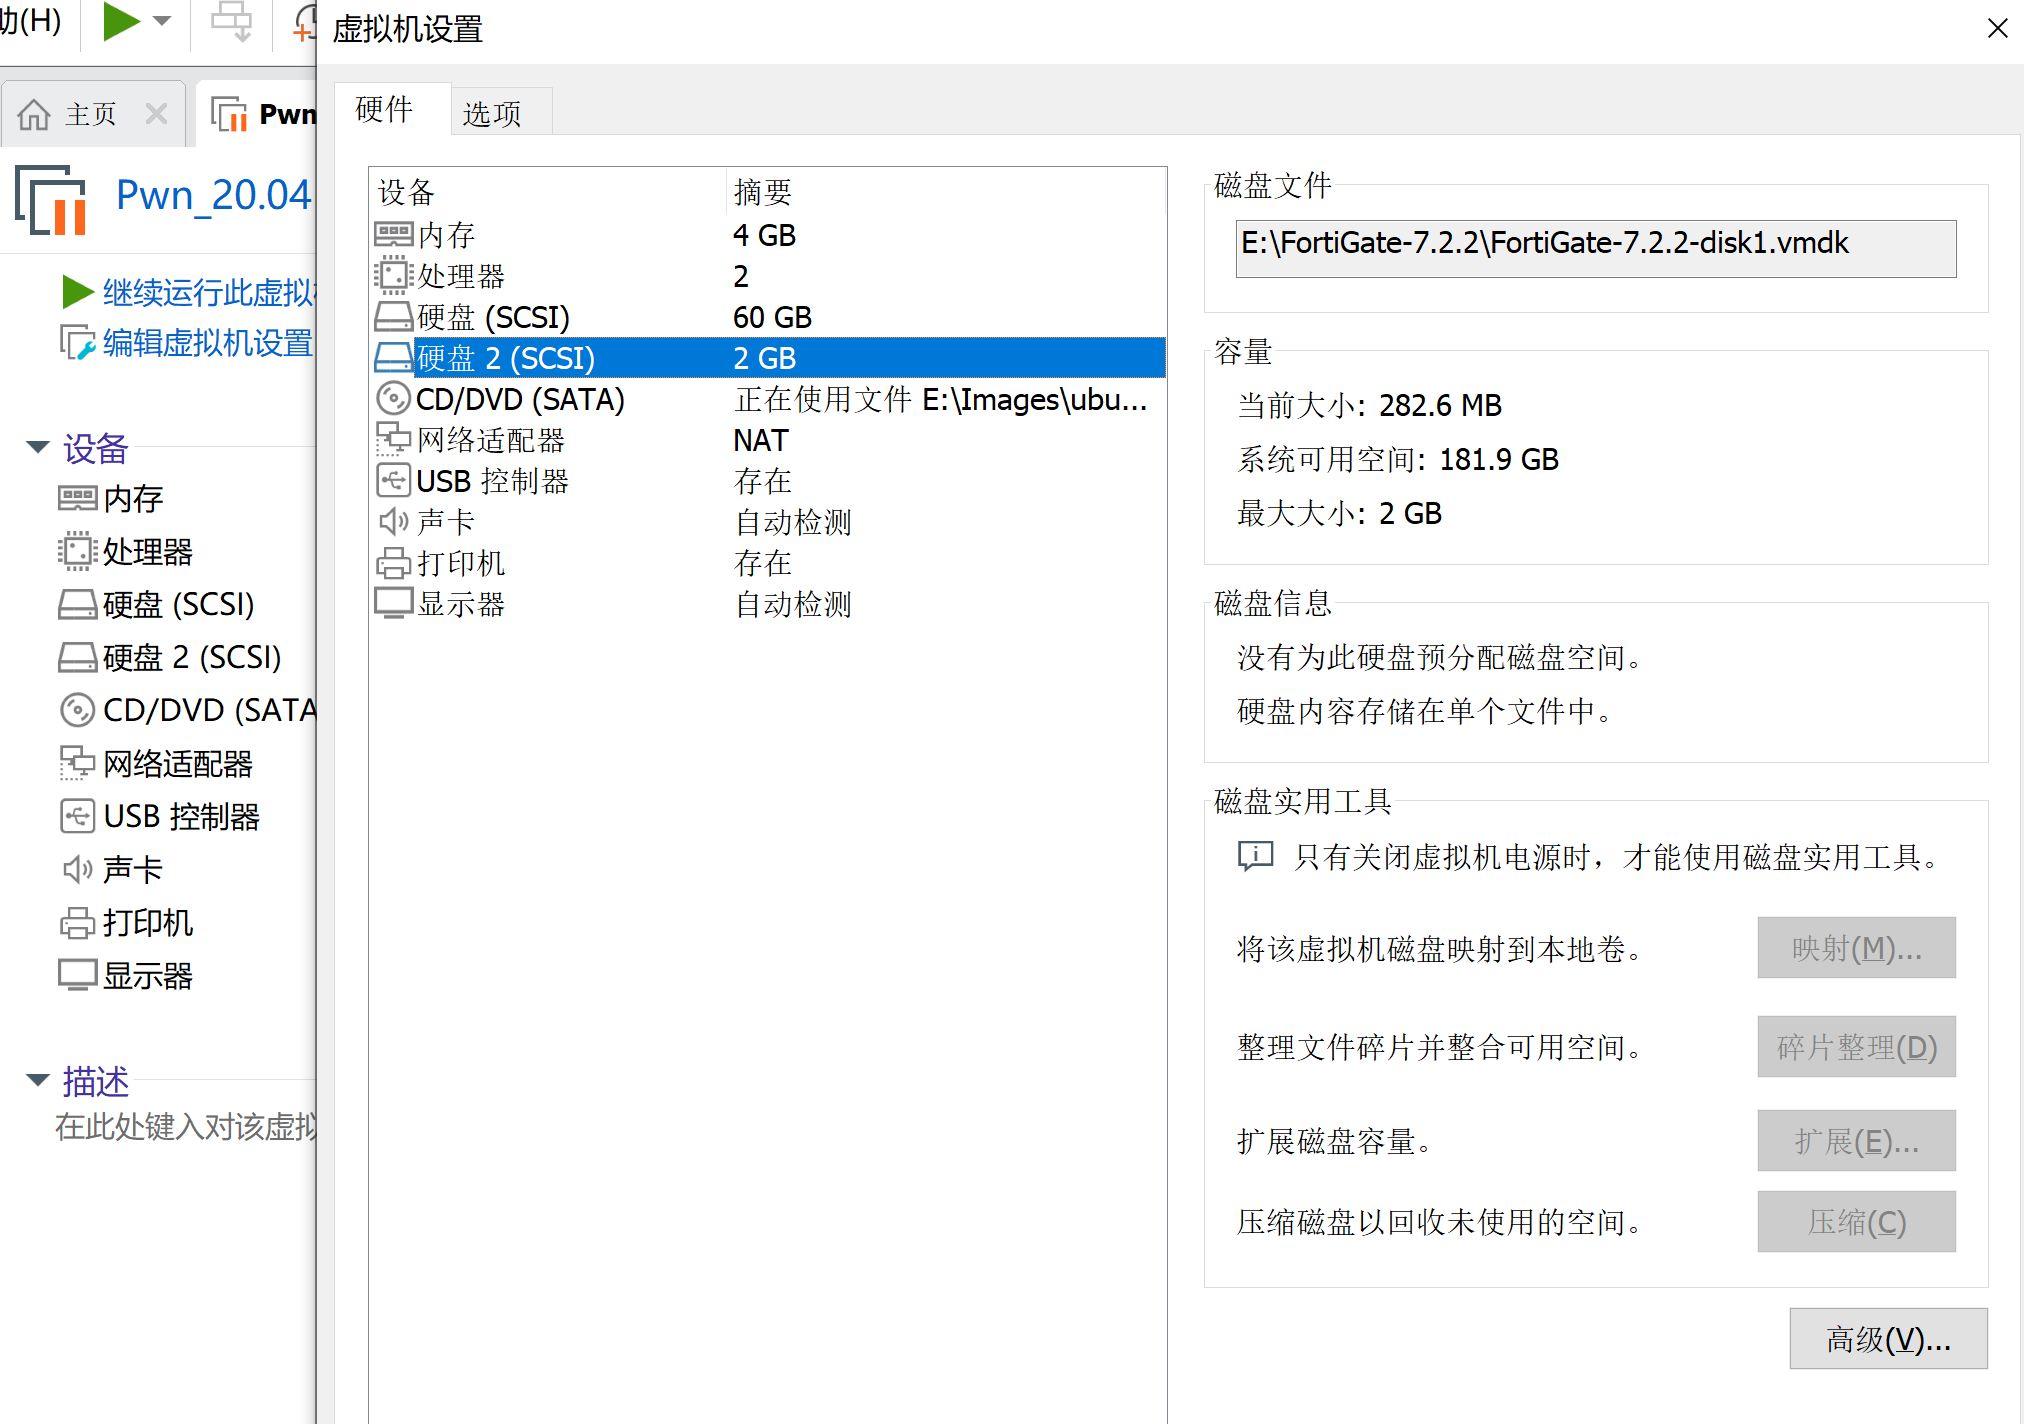 助(H)
主页
Pwn
Pwn_20.04
继续运行此虚拟
编辑虚拟机设置
设备
内存
处理器
硬盘 (SCSI)
硬盘 2 (SCSI)
CD/DVD (SATA
网络适配器
USB 控制器
声卡
打印机
显示器
描述
在此处键入对该虚拟
虚拟机设置
硬件
选项
设备 摘要
内存 4 GB
处理器 2
硬盘 (SCSI) 60 GB
硬盘 2 (SCSI) 2 GB
CD/DVD (SATA) 正在使用文件 E:\Images\ubu...
网络适配器 NAT
USB 控制器 存在
声卡 自动检测
打印机 存在
显示器 自动检测
磁盘文件
E:\FortiGate-7.2.2\FortiGate-7.2.2-disk1.vmdk
容量
当前大小: 282.6 MB
系统可用空间: 181.9 GB
最大大小: 2 GB
磁盘信息
没有为此硬盘预分配磁盘空间。
硬盘内容存储在单个文件中。
磁盘实用工具
只有关闭虚拟机电源时，才能使用磁盘实用工具。
将该虚拟机磁盘映射到本地卷。 映射(M)...
整理文件碎片并整合可用空间。 碎片整理(D)
扩展磁盘容量。 扩展(E)...
压缩磁盘以回收未使用的空间。 压缩(C)
高级(V)...